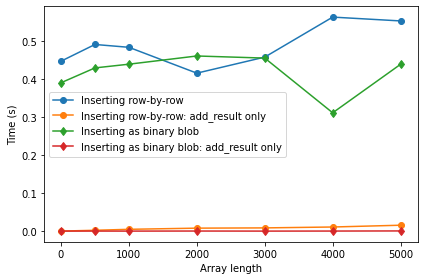 0.5
0.4
0.3
0.2
0.1
0.0
Time (s)
Inserting row-by-row
Inserting row-by-row: add_result only
Inserting as binary blob
Inserting as binary blob: add_result only
0 1000 2000 3000 4000 5000
Array length